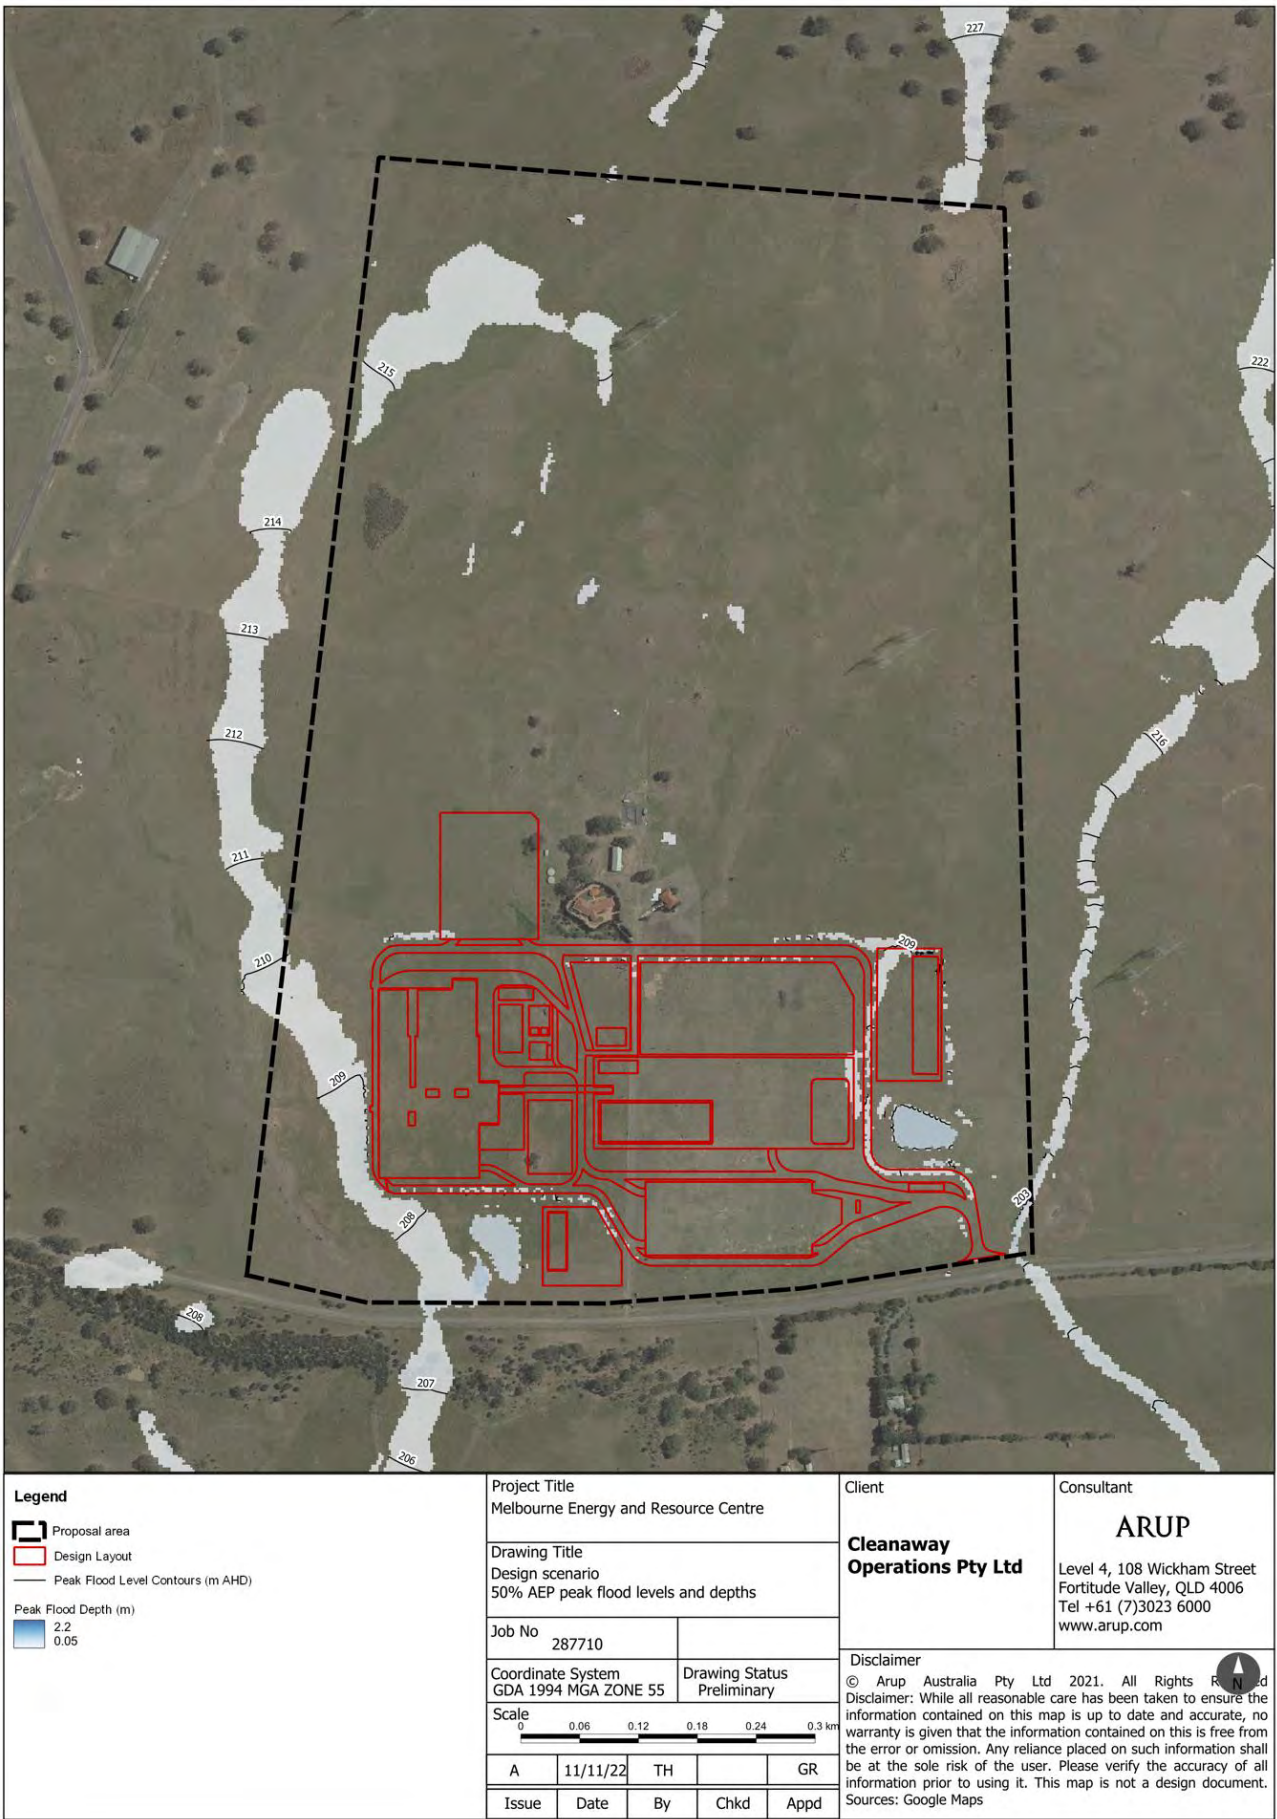 227
222
215
214
213
216
212
211
209
210
209
208
203
208
207
206
Legend
Proposal area
Design Layout
Peak Flood Level Contours (m AHD)
Peak Flood Depth (m)
2.2
0.05
Project Title
Melbourne Energy and Resource Centre
Drawing Title
Design scenario
50% AEP peak flood levels and depths
Job No
287710
Coordinate System
GDA 1994 MGA ZONE 55
Drawing Status
Preliminary
Scale
0 0.06 0.12 0.18 0.24 0.3 km
A 11/11/22 TH GR
Issue Date By Chkd Appd
Client
Cleanaway
Operations Pty Ltd
Consultant
ARUP
Level 4, 108 Wickham Street
Fortitude Valley, QLD 4006
Tel +61 (7)3023 6000
www.arup.com
Disclaimer
N
© Arup Australia Pty Ltd 2021. All Rights
Disclaimer: While all reasonable care has been taken to ensure the
information contained on this map is up to date and accurate, no
warranty is given that the information contained on this is free from
the error or omission. Any reliance placed on such information shall
be at the sole risk of the user. Please verify the accuracy of all
information prior to using it. This map is not a design document.
Sources: Google Maps